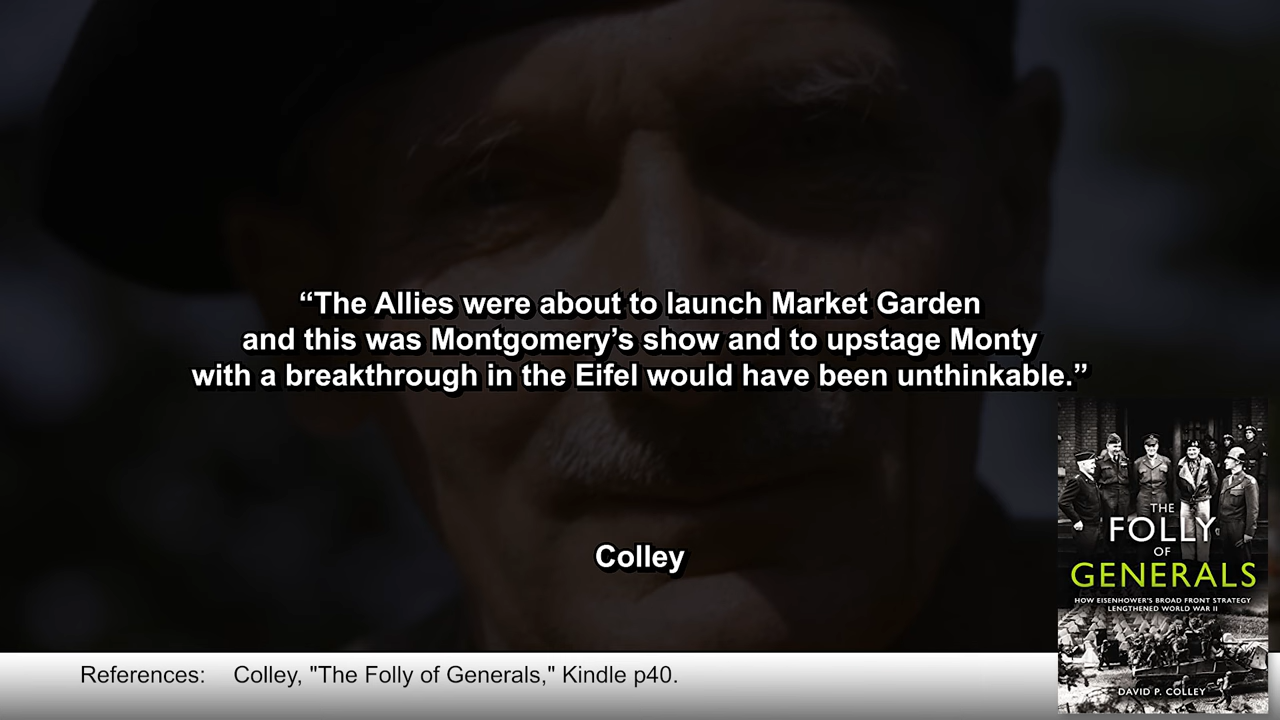 “The Allies were about to launch Market Garden
and this was Montgomery’s show and to upstage Monty
with a breakthrough in the Eifel would have been unthinkable.”
Colley
THE
FOLLY
OF
GENERALS
HOW EISENHOWER'S BROAD FRONT STRATEGY
LENGTHENED WORLD WAR II
DAVID P. COLLEY
References: Colley, "The Folly of Generals," Kindle p40.